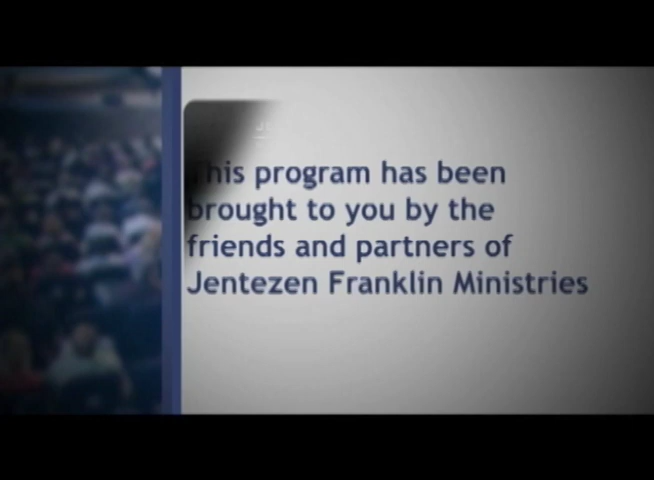 This program has been
brought to you by the
friends and partners of
Jentezen Franklin Ministries